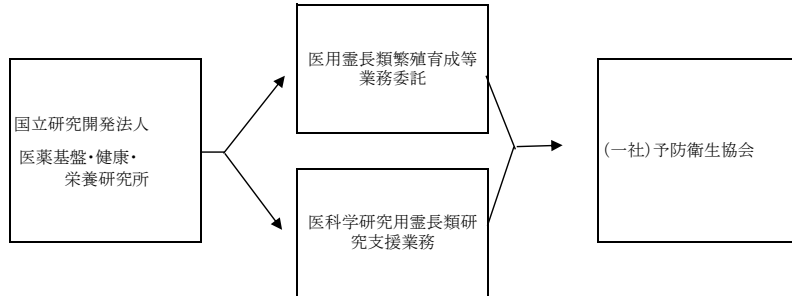 国立研究開発法人
医薬基盤・健康・
栄養研究所
医用霊長類繁殖育成等
業務委託
医科学研究用霊長類研
究支援業務
(一社)予防衛生協会